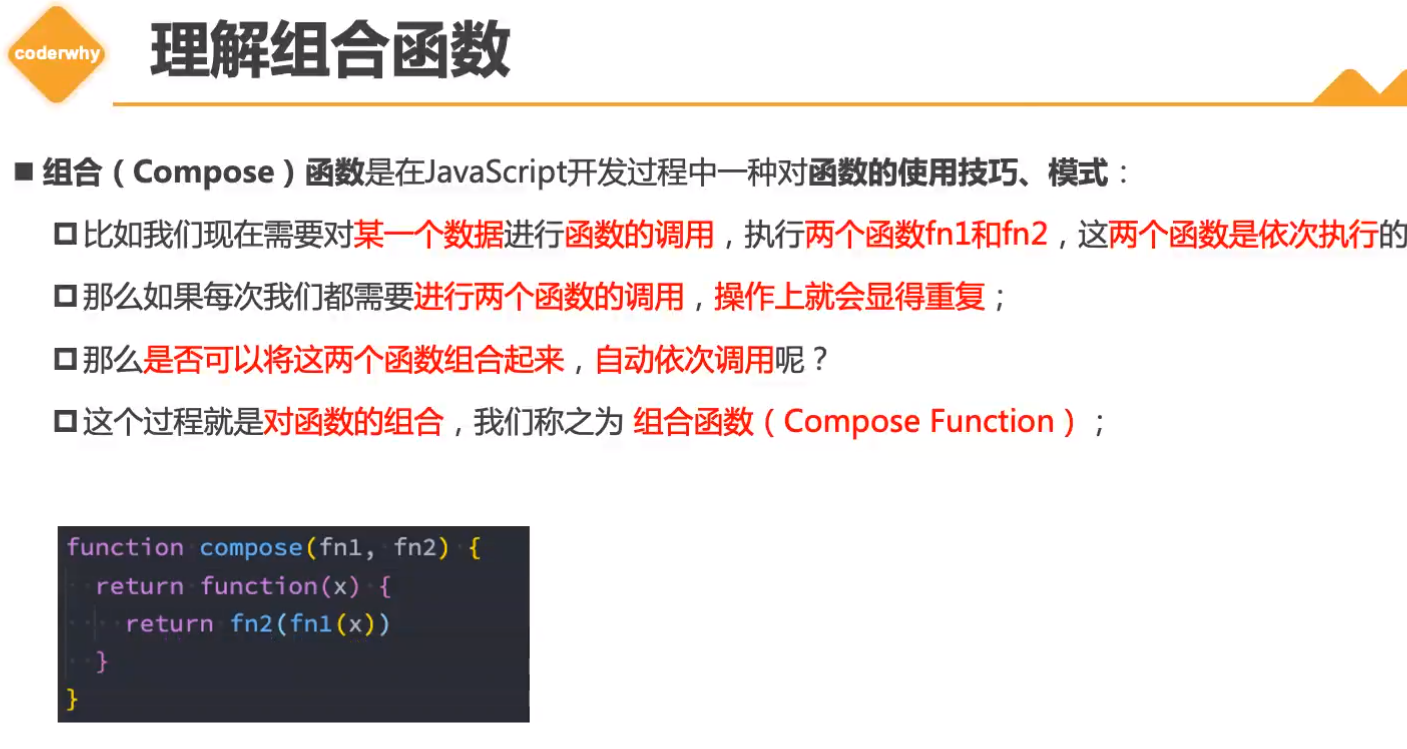 coderwhy
理解组合函数
组合（Compose）函数是在JavaScript开发过程中一种对函数的使用技巧、模式：
比如我们现在需要对某一个数据进行函数的调用，执行两个函数fn1和fn2，这两个函数是依次执行的
那么如果每次我们都需要进行两个函数的调用，操作上就会显得重复；
那么是否可以将这两个函数组合起来，自动依次调用呢？
这个过程就是对函数的组合，我们称之为 组合函数（Compose Function）；
function compose(fn1, fn2) {
  return function(x) {
    return fn2(fn1(x))
  }
}